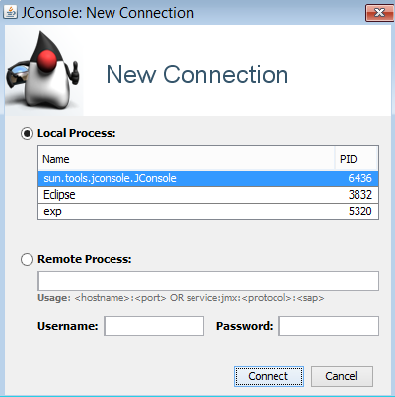 JConsole: New Connection
New Connection
Local Process:
Name PID
sun.tools.jconsole.JConsole 6436
Eclipse 3832
exp 5320
Remote Process:
Usage: <hostname>:<port> OR service:jmx:<protocol>:<sap>
Username: Password:
Connect Cancel